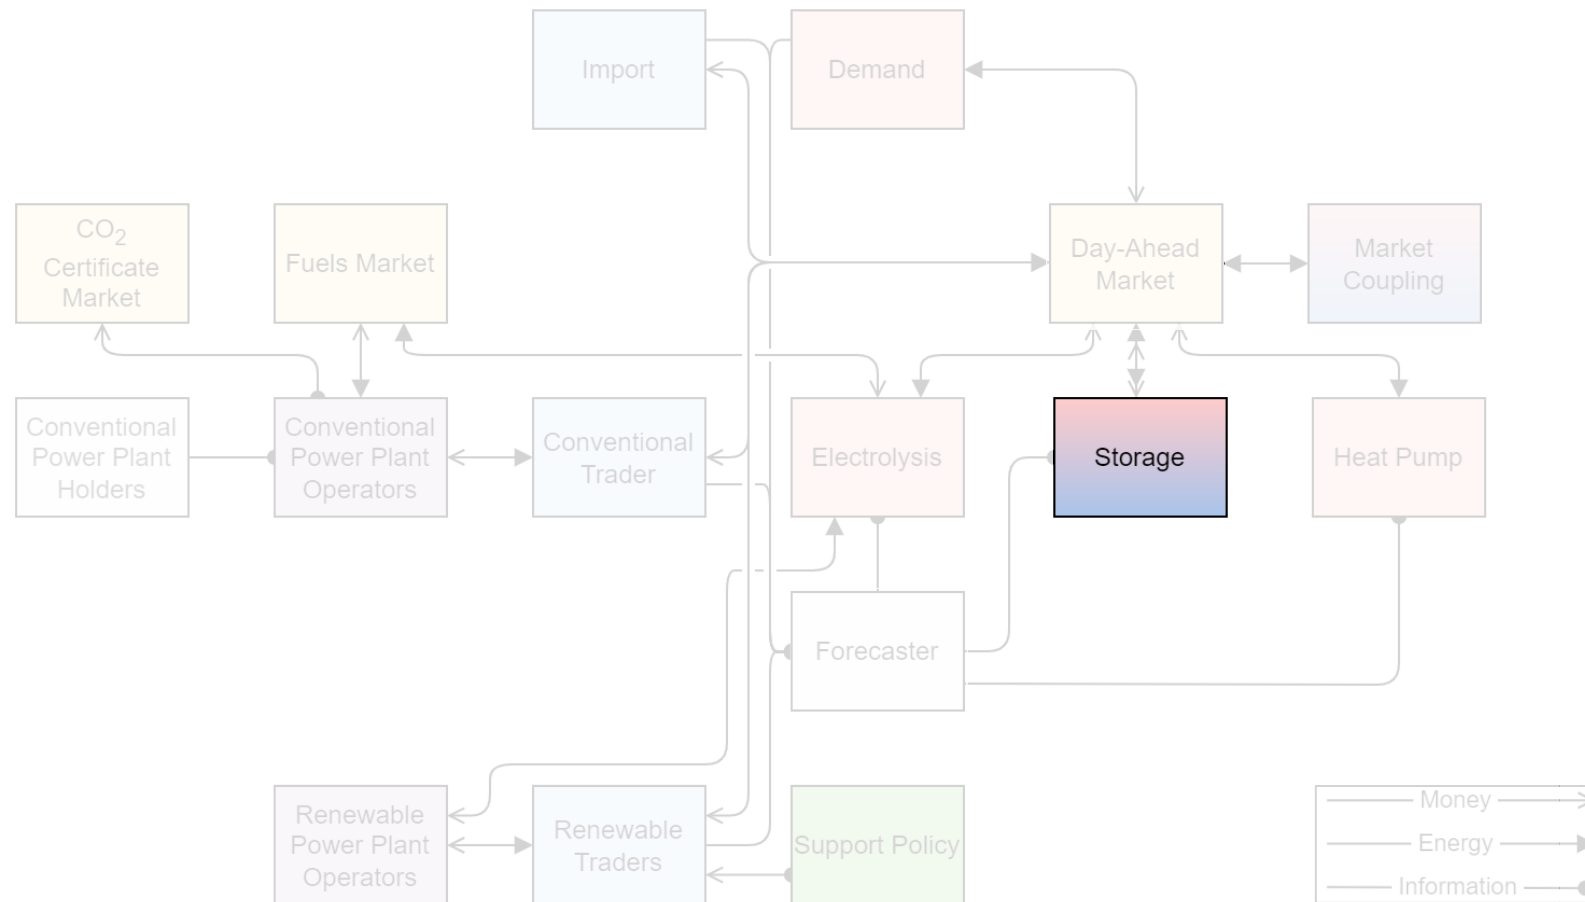 Import
Demand
CO2
Certificate
Market
Fuels Market
Day-Ahead
Market
Market
Coupling
Conventional
Power Plant
Holders
Conventional
Power Plant
Operators
Conventional
Trader
Electrolysis
Storage
Heat Pump
Forecaster
Renewable
Power Plant
Operators
Renewable
Traders
Support Policy
Money
Energy
Information